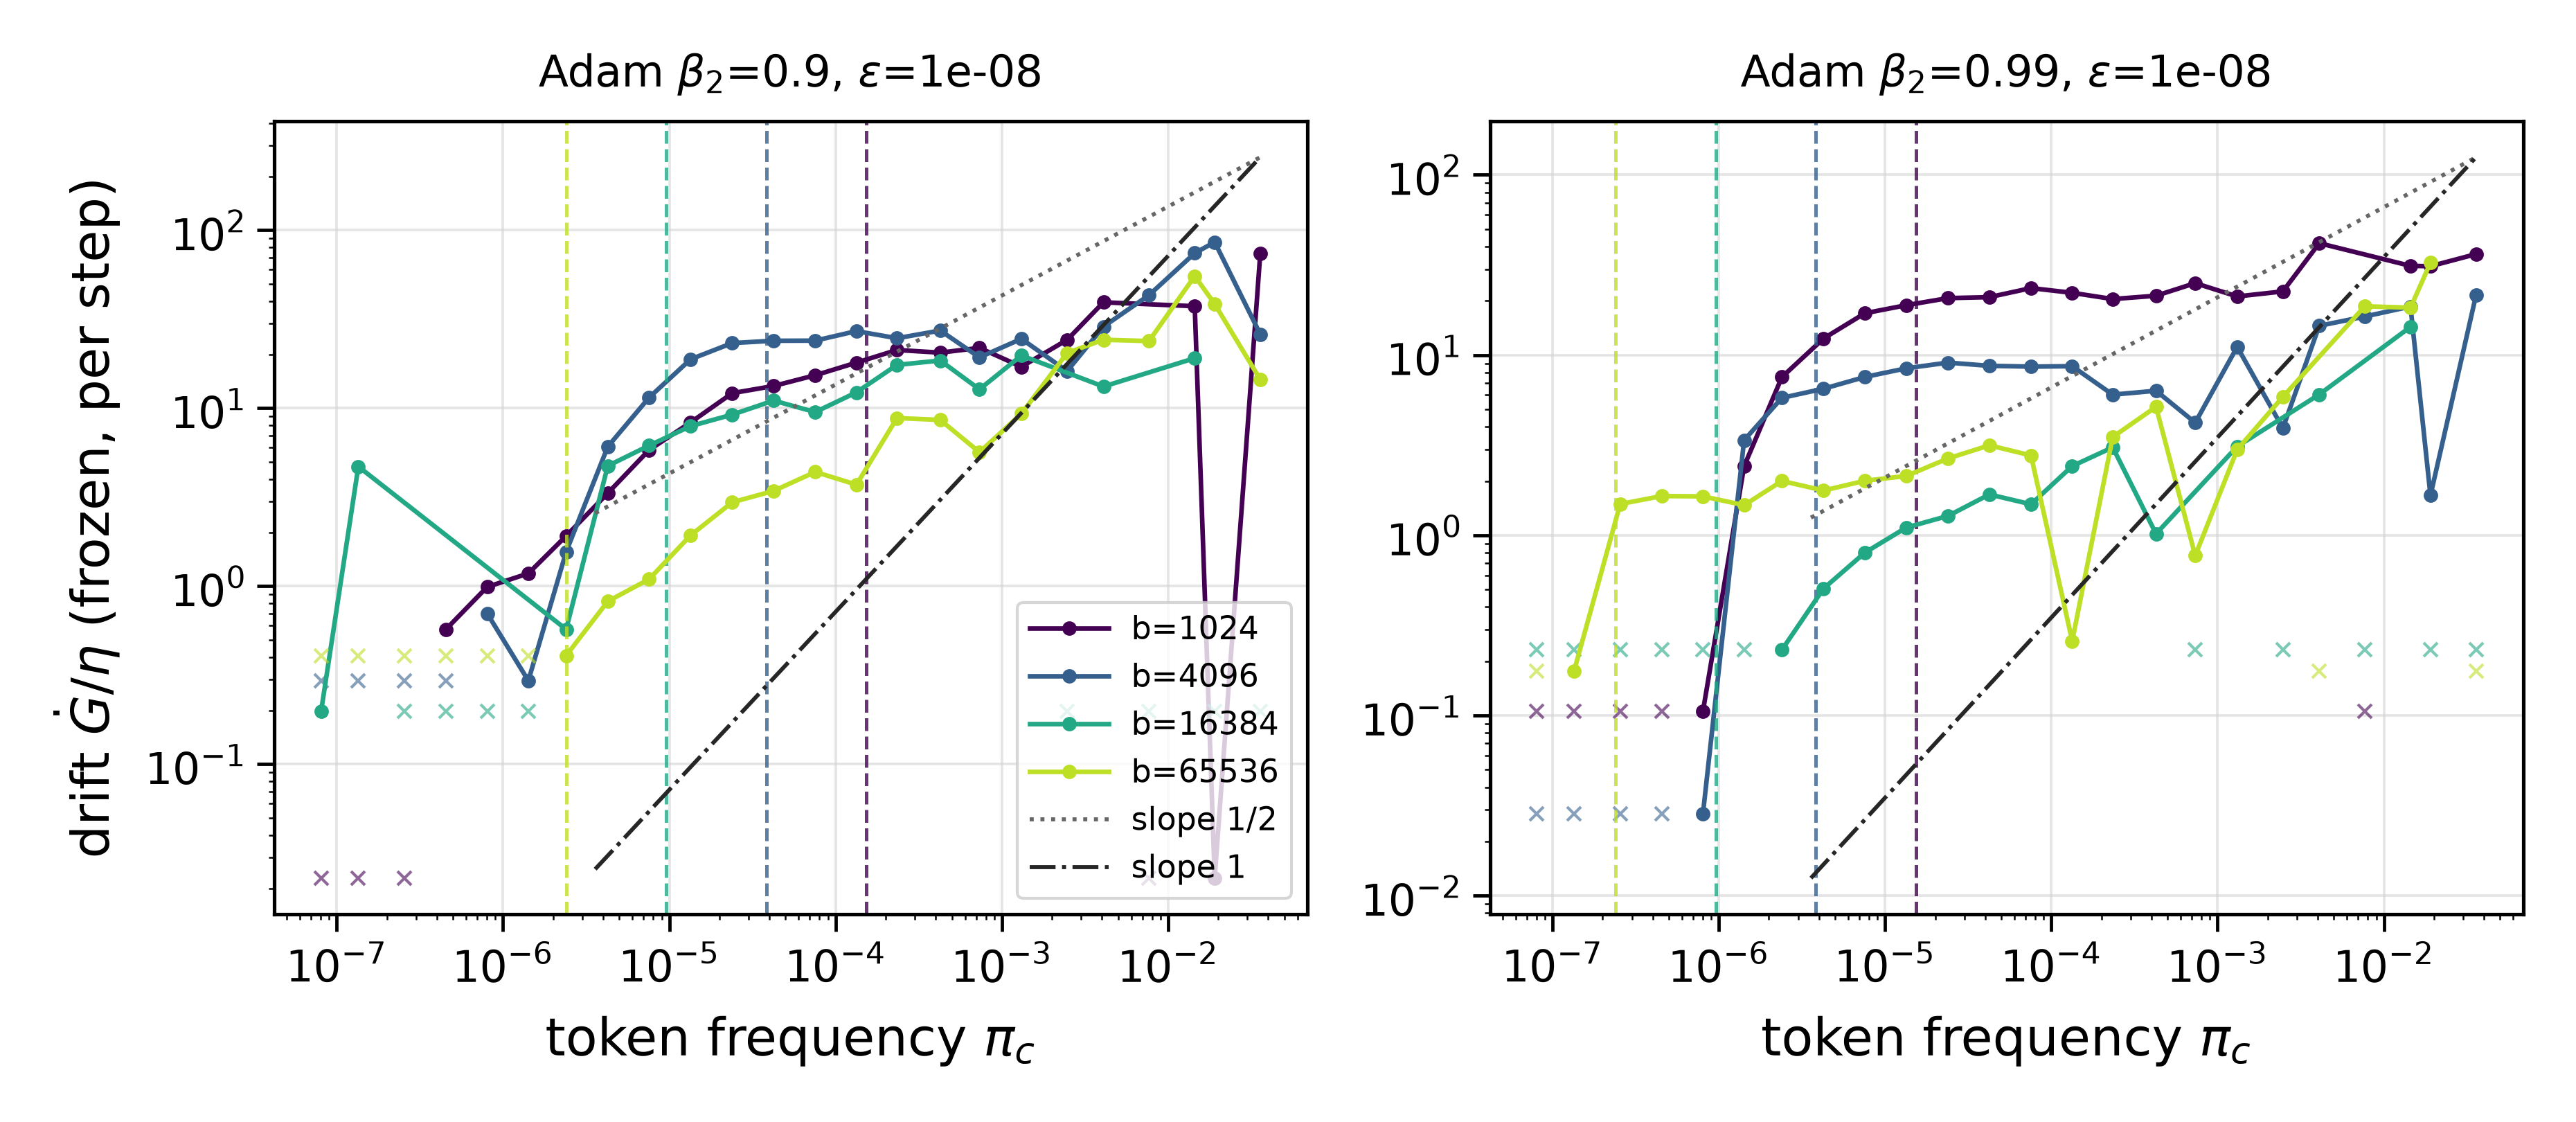 Adam β₂=0.9, ε=1e-08
drift Ġ/η (frozen, per step)
10²
10¹
10⁰
10⁻¹
b=1024
b=4096
b=16384
b=65536
slope 1/2
slope 1
10⁻⁷ 10⁻⁶ 10⁻⁵ 10⁻⁴ 10⁻³ 10⁻²
token frequency π_c
Adam β₂=0.99, ε=1e-08
10²
10¹
10⁰
10⁻¹
10⁻²
10⁻⁷ 10⁻⁶ 10⁻⁵ 10⁻⁴ 10⁻³ 10⁻²
token frequency π_c